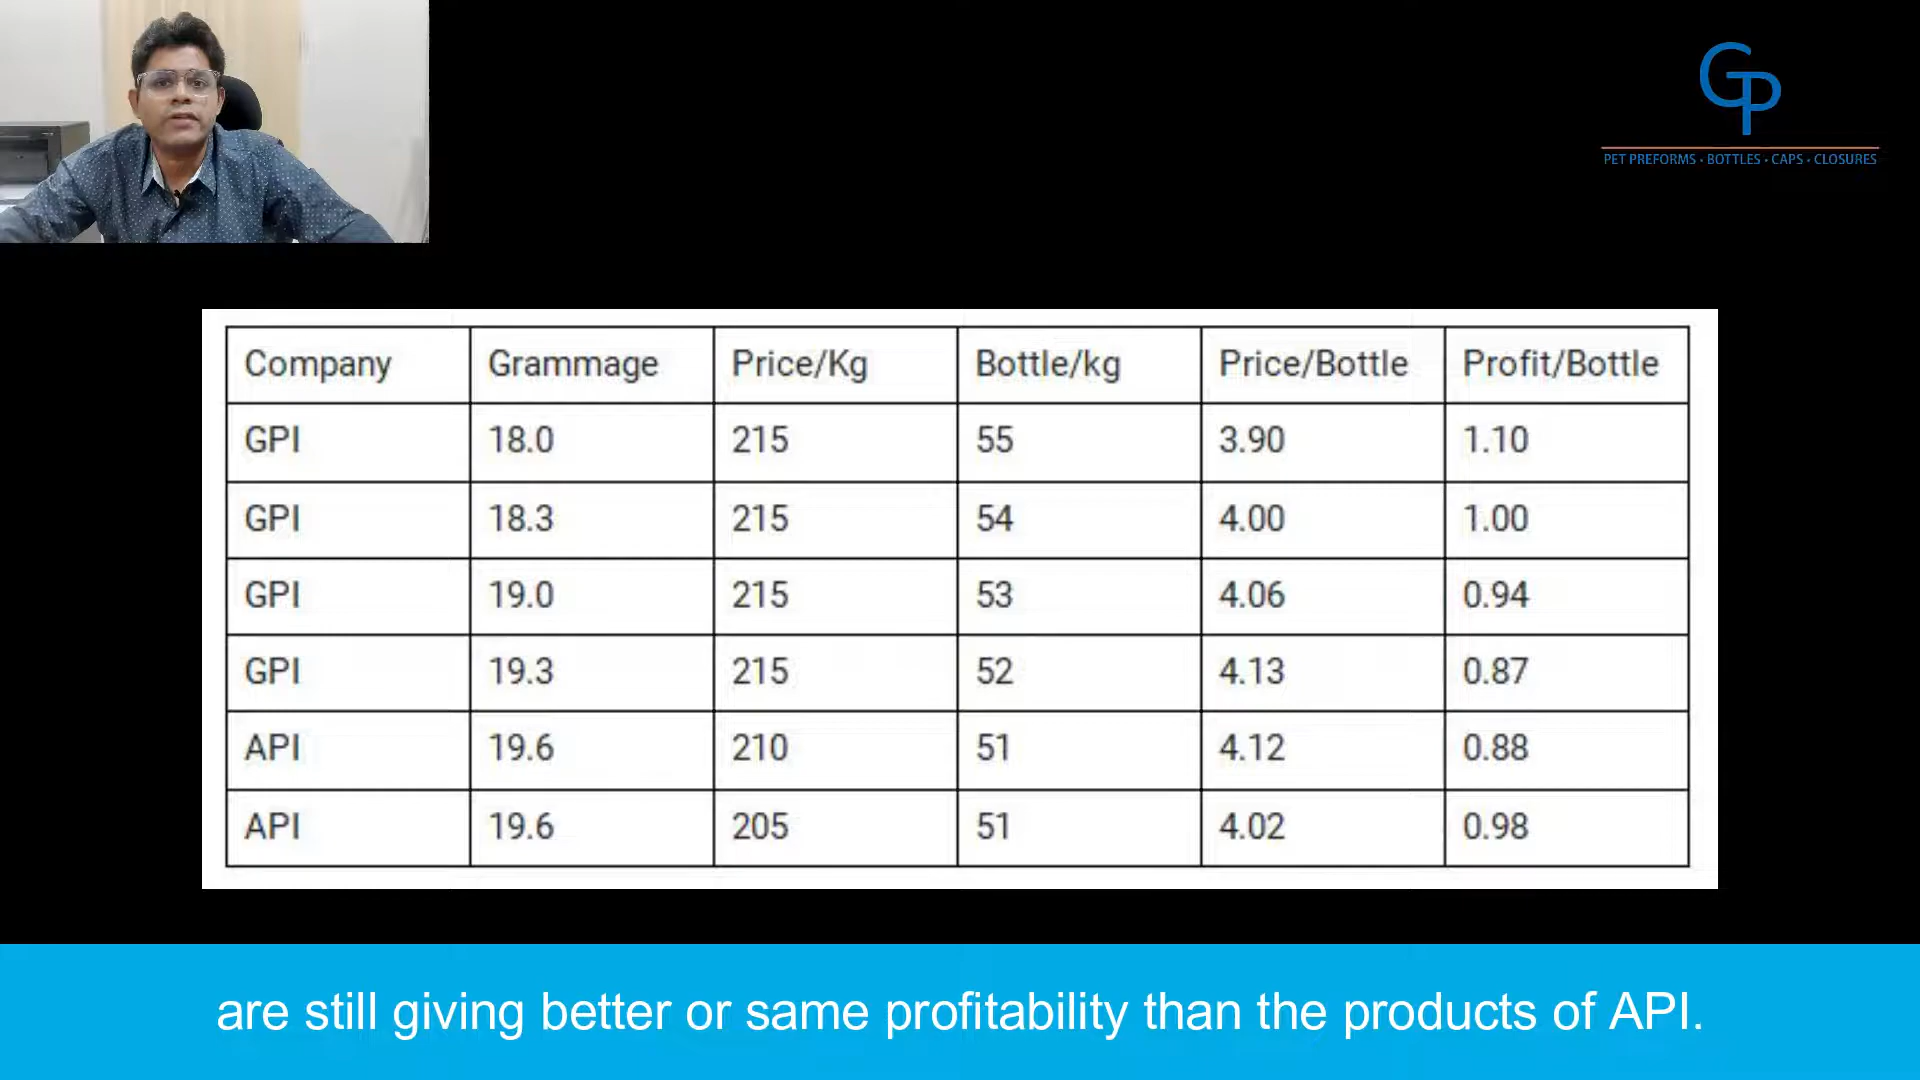 GP
PET PREFORMS · BOTTLES · CAPS · CLOSURES
Company Grammage Price/Kg Bottle/kg Price/Bottle Profit/Bottle
GPI 18.0 215 55 3.90 1.10
GPI 18.3 215 54 4.00 1.00
GPI 19.0 215 53 4.06 0.94
GPI 19.3 215 52 4.13 0.87
API 19.6 210 51 4.12 0.88
API 19.6 205 51 4.02 0.98
are still giving better or same profitability than the products of API.